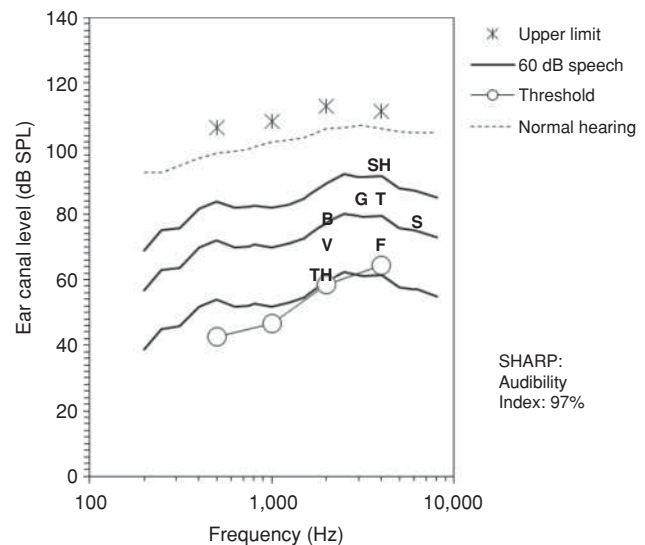 140
120
100
80
60
40
20
0
100
1,000
10,000
Ear canal level (dB SPL)
Frequency (Hz)
SH
G T
B
S
V
F
TH
Upper limit
60 dB speech
Threshold
Normal hearing
SHARP:
Audibility
Index: 97%